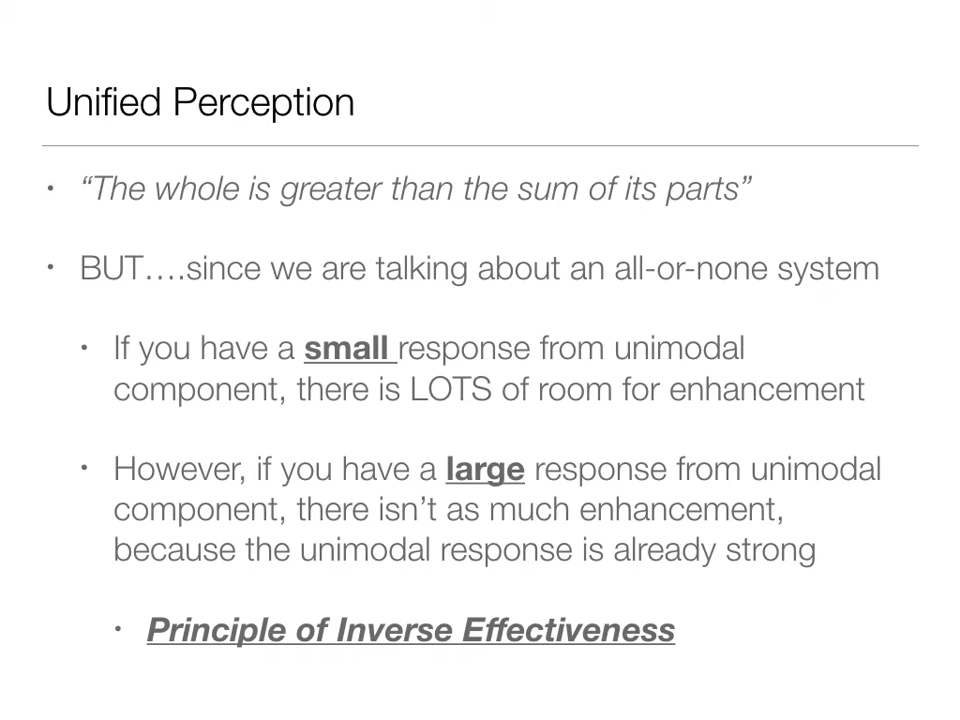 Unified Perception
• “The whole is greater than the sum of its parts”
• BUT….since we are talking about an all-or-none system
• If you have a small response from unimodal
component, there is LOTS of room for enhancement
• However, if you have a large response from unimodal
component, there isn’t as much enhancement,
because the unimodal response is already strong
• Principle of Inverse Effectiveness